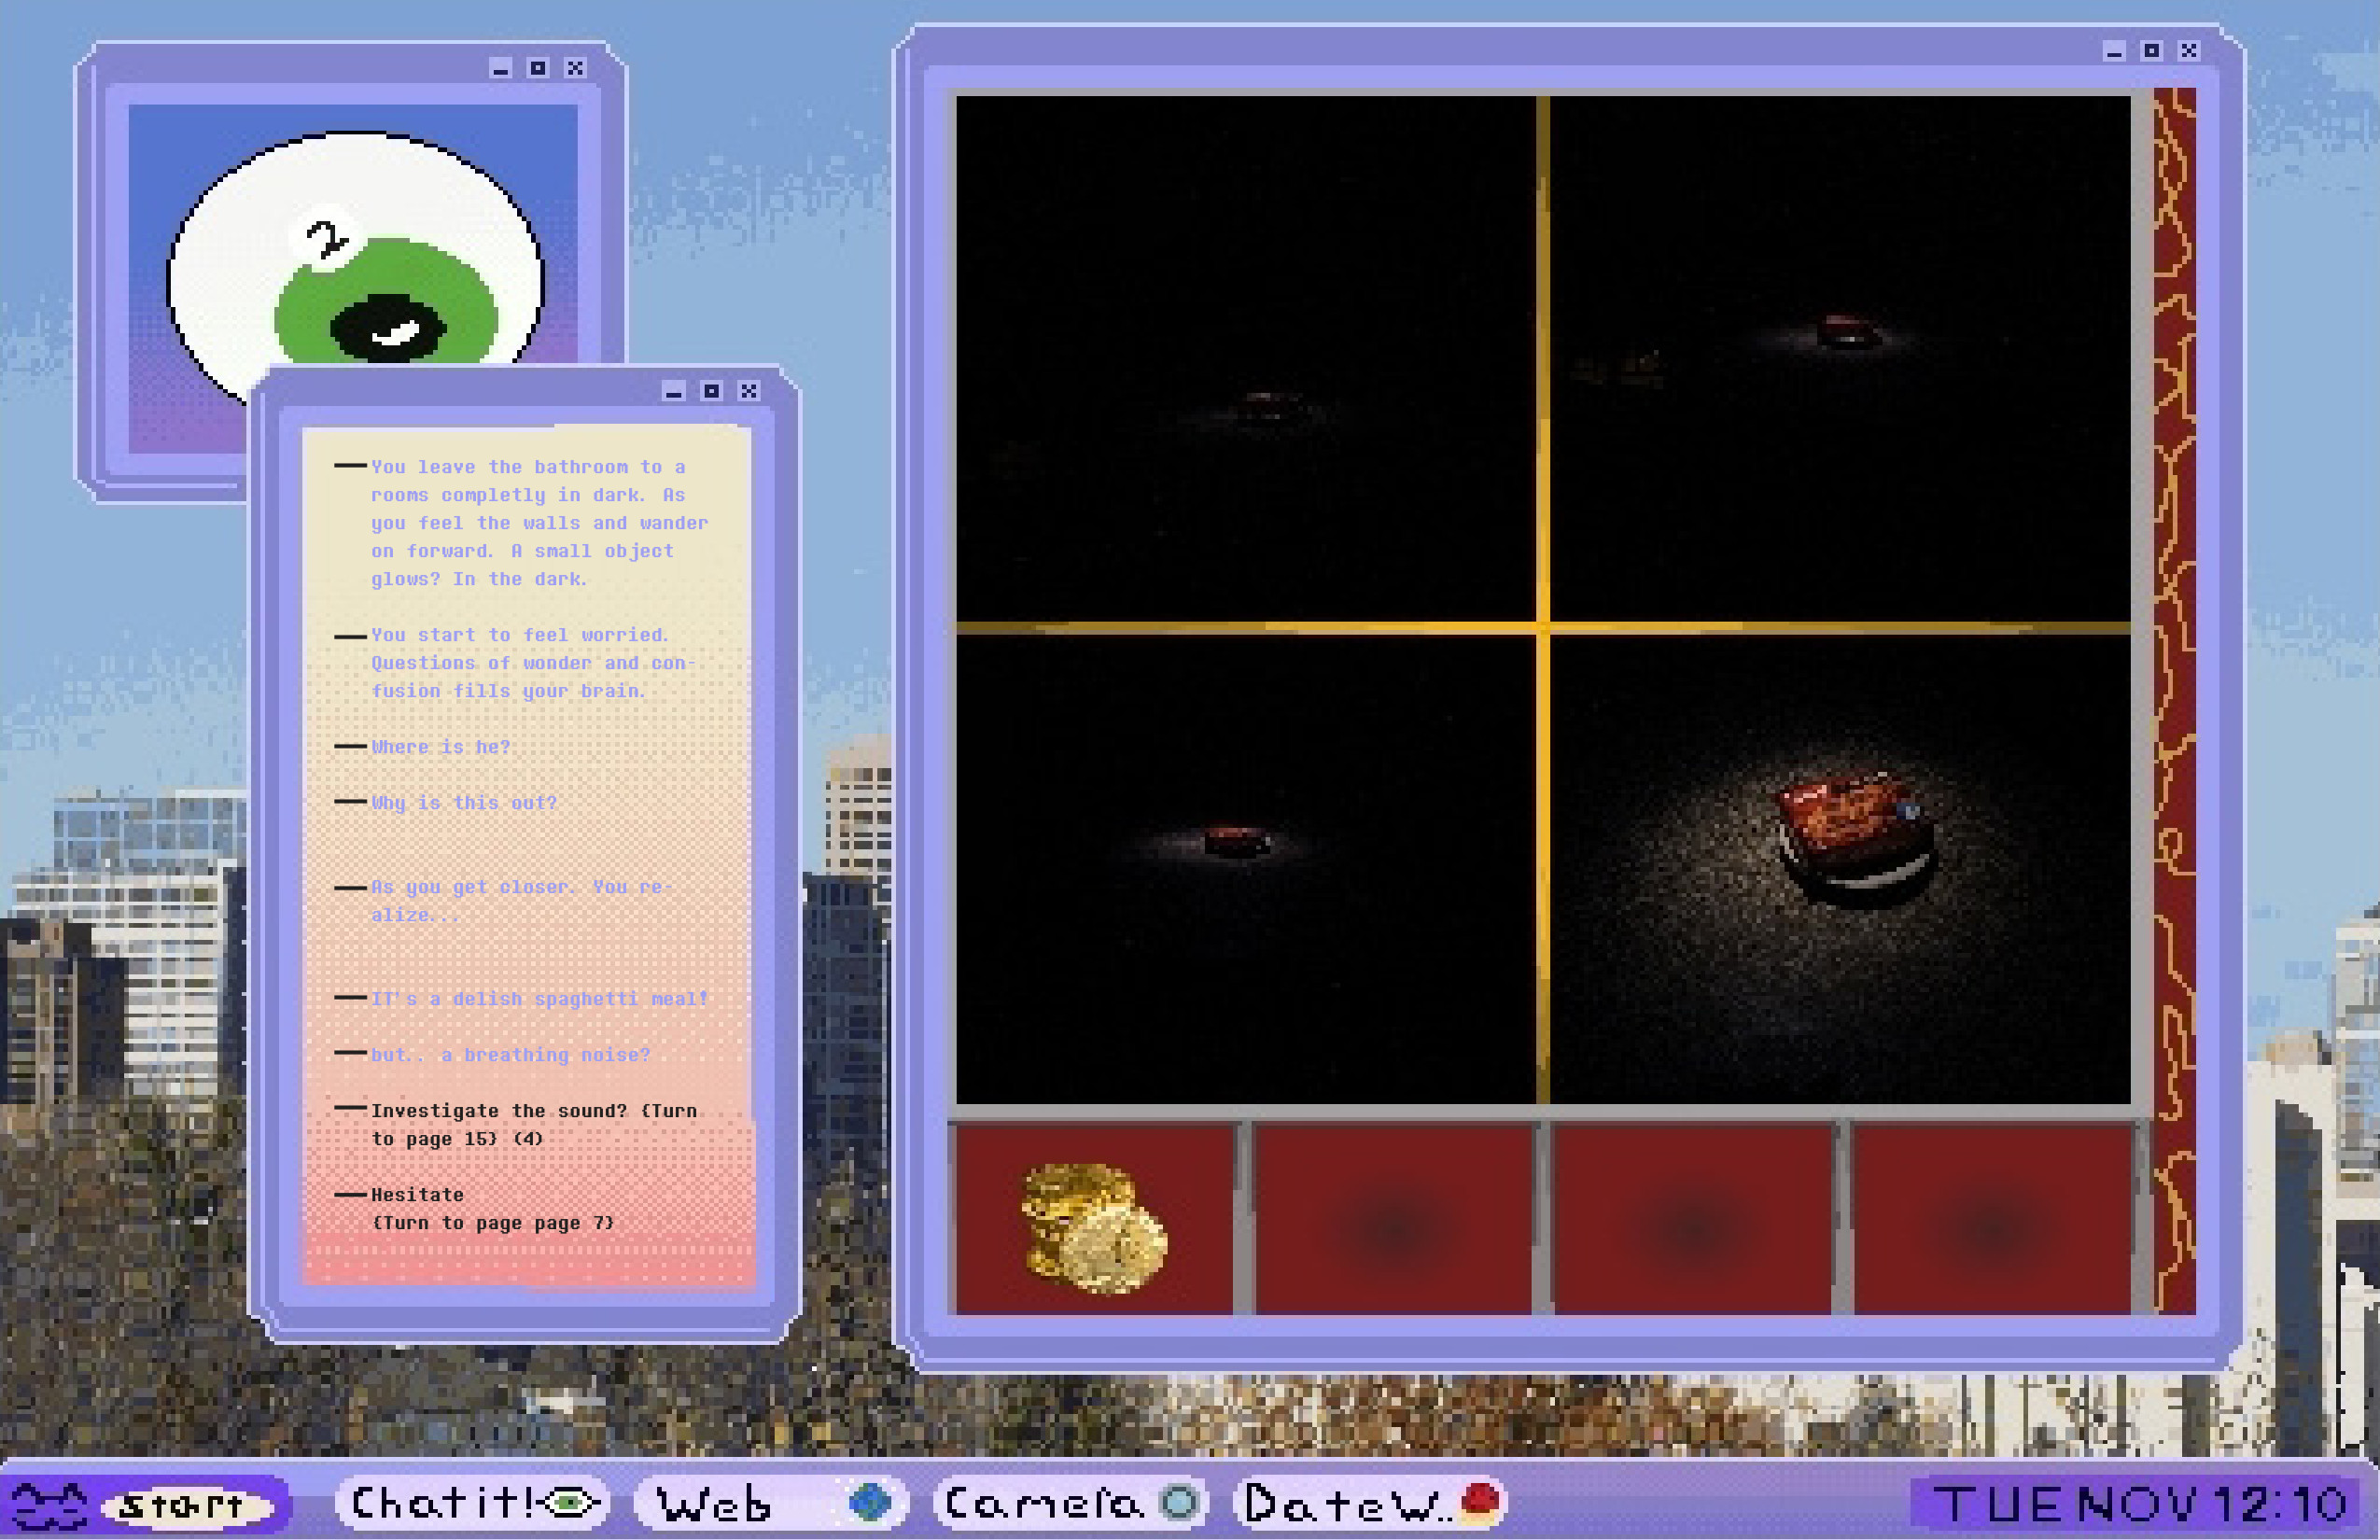 2
You leave the bathroom to a
rooms completly in dark. As
you feel the walls and wander
on forward. A small object
glows? In the dark.
You start to feel worried.
Questions of wonder and con-
fusion fills your brain.
Where is he?
Why is this out?
As you get closer. You re-
alize...
IT's a delish spaghetti meal!
but.. a breathing noise?
Investigate the sound? {Turn
to page 15} (4)
Hesitate
{Turn to page page 7}
start
Chatit!
Web
Camera
DateW..
TUE NOV 12:10